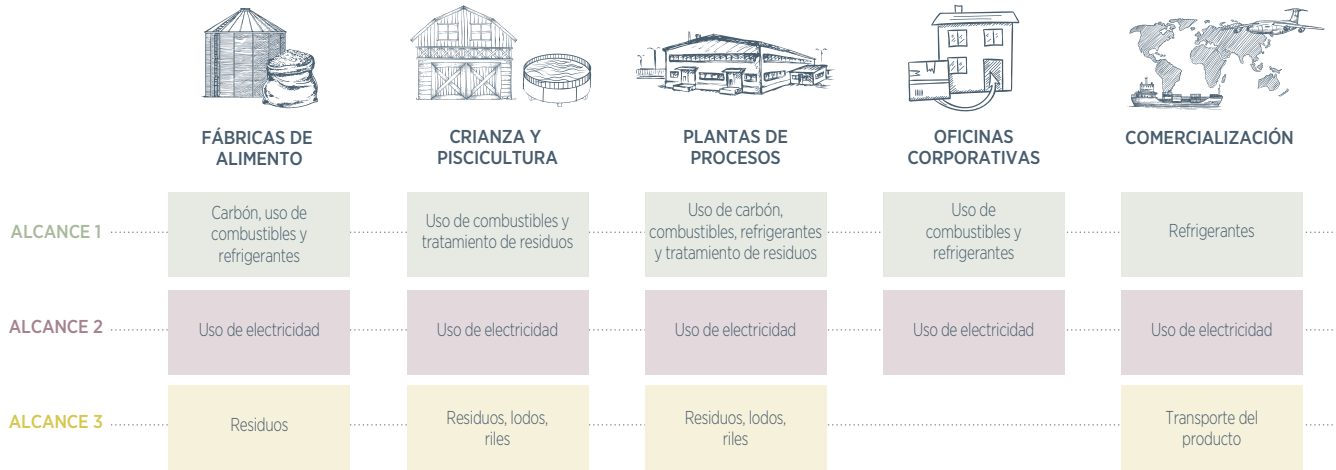 FÁBRICAS DE
ALIMENTO
CRIANZA Y
PISCICULTURA
PLANTAS DE
PROCESOS
OFICINAS
CORPORATIVAS
COMERCIALIZACIÓN
ALCANCE 1
Carbón, uso de
combustibles y
refrigerantes
Uso de combustibles y
tratamiento de residuos
Uso de carbón,
combustibles, refrigerantes
y tratamiento de residuos
Uso de
combustibles y
refrigerantes
Refrigerantes
ALCANCE 2
Uso de electricidad
Uso de electricidad
Uso de electricidad
Uso de electricidad
Uso de electricidad
ALCANCE 3
Residuos
Residuos, lodos,
riles
Residuos, lodos,
riles
Transporte del
producto